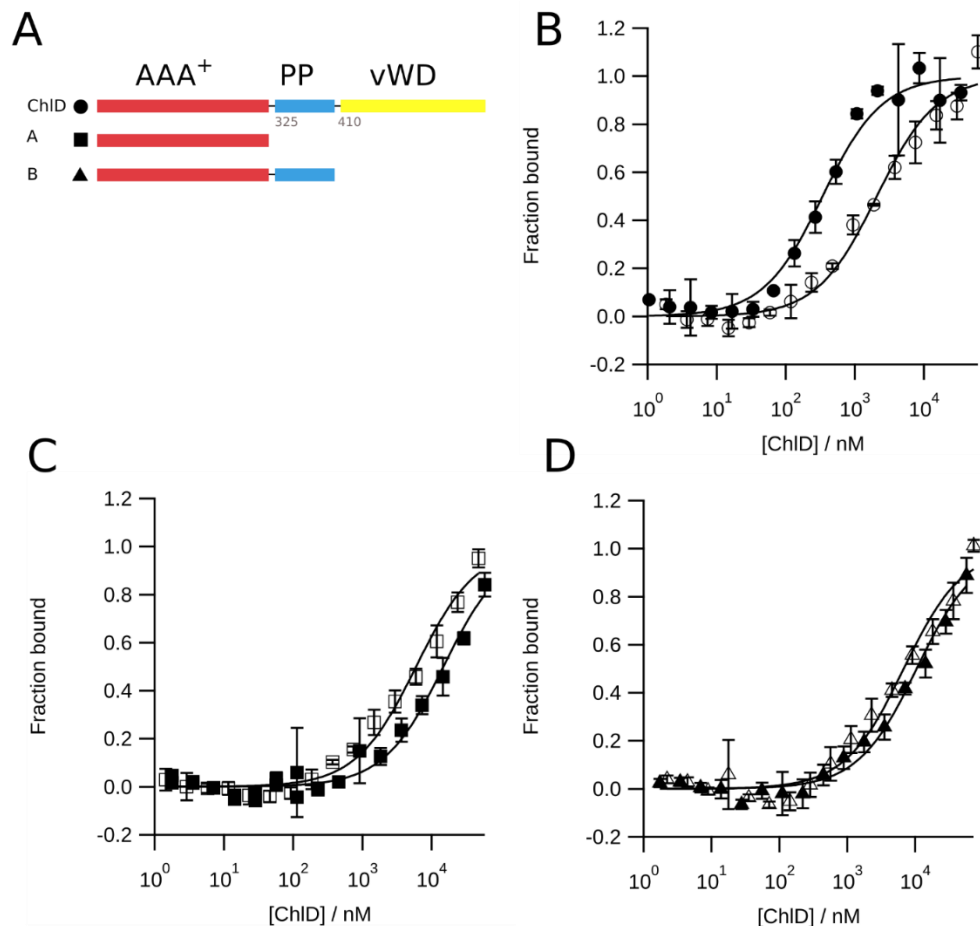 A
AAA+ PP vWD
ChlD
325 410
A
B
B
Fraction bound
1.2
1.0
0.8
0.6
0.4
0.2
0.0
-0.2
10^0 10^1 10^2 10^3 10^4
[ChlD] / nM
C
Fraction bound
1.2
1.0
0.8
0.6
0.4
0.2
0.0
-0.2
10^0 10^1 10^2 10^3 10^4
[ChlD] / nM
D
Fraction bound
1.2
1.0
0.8
0.6
0.4
0.2
0.0
-0.2
10^0 10^1 10^2 10^3 10^4
[ChlD] / nM